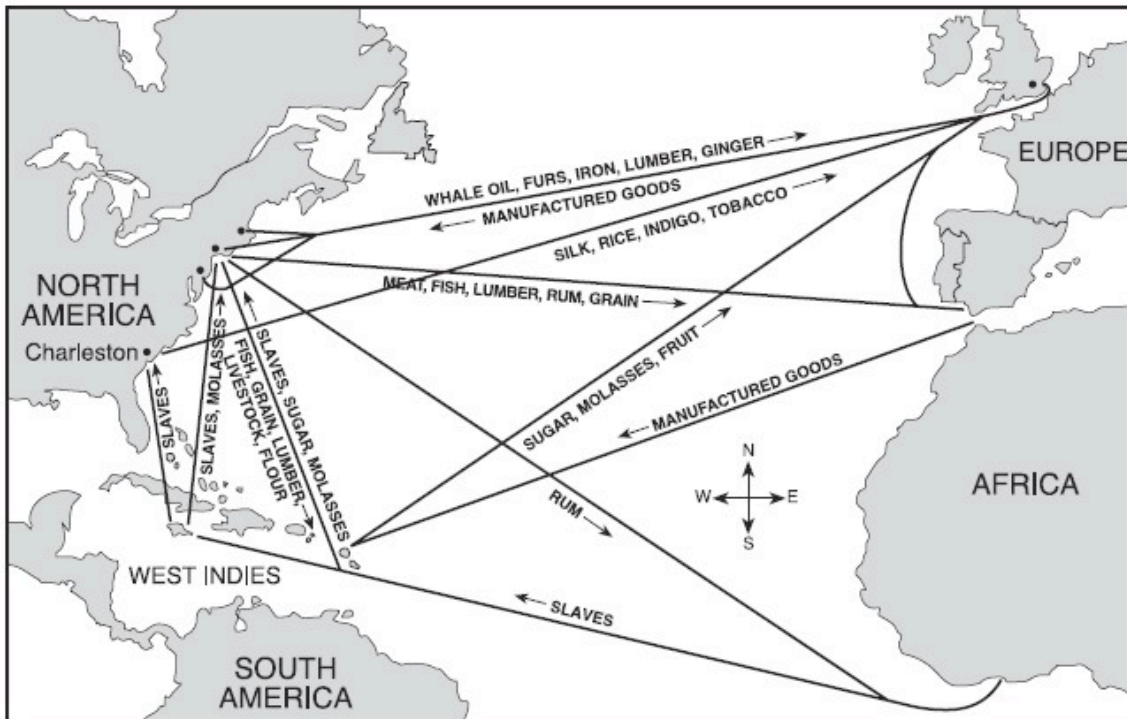 EUROPE
WHALE OIL, FURS, IRON, LUMBER, GINGER
MANUFACTURED GOODS
SILK, RICE, INDIGO, TOBACCO
NORTH
AMERICA
MEAT, FISH, LUMBER, RUM, GRAIN
Charleston
SLAVES
SLAVES, MOLASSES
SLAVES, SUGAR, MOLASSES
FISH, GRAIN, LUMBER,
LIVESTOCK, FLOUR
SUGAR, MOLASSES, FRUIT
MANUFACTURED GOODS
N
W E
S
AFRICA
RUM
WEST INDIES
SLAVES
SOUTH
AMERICA